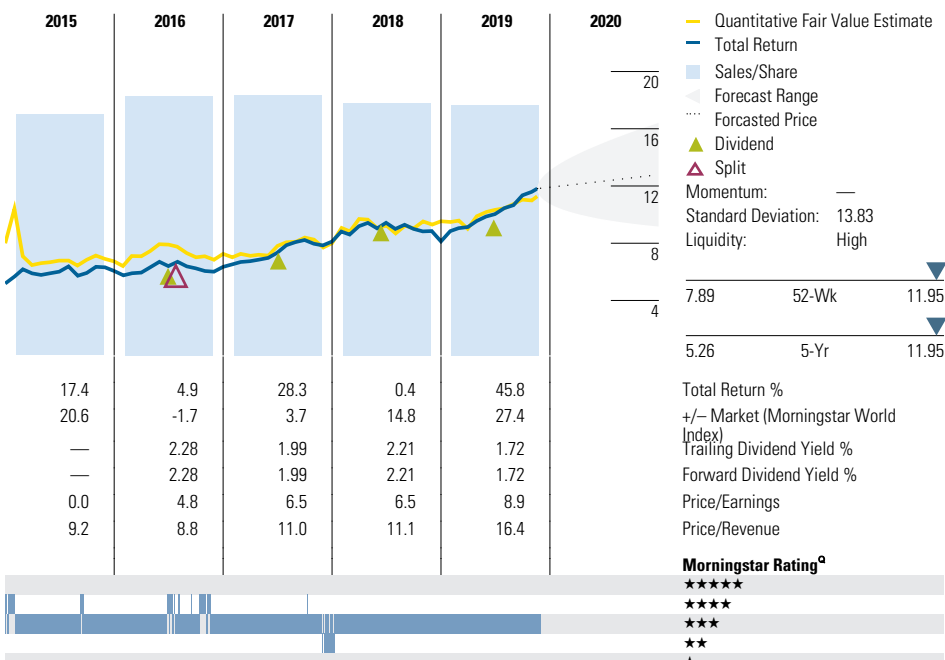 2015 2016 2017 2018 2019 2020
Quantitative Fair Value Estimate
Total Return
Sales/Share
Forecast Range
Forcasted Price
Dividend
Split
Momentum: —
Standard Deviation: 13.83
Liquidity: High
20
16
12
8
4
7.89 52-Wk 11.95
5.26 5-Yr 11.95
17.4 4.9 28.3 0.4 45.8 Total Return %
20.6 -1.7 3.7 14.8 27.4 +/– Market (Morningstar World
Index)
— 2.28 1.99 2.21 1.72 Trailing Dividend Yield %
— 2.28 1.99 2.21 1.72 Forward Dividend Yield %
0.0 4.8 6.5 6.5 8.9 Price/Earnings
9.2 8.8 11.0 11.1 16.4 Price/Revenue
Morningstar RatingQ
★★★★★
★★★★
★★★
★★
★